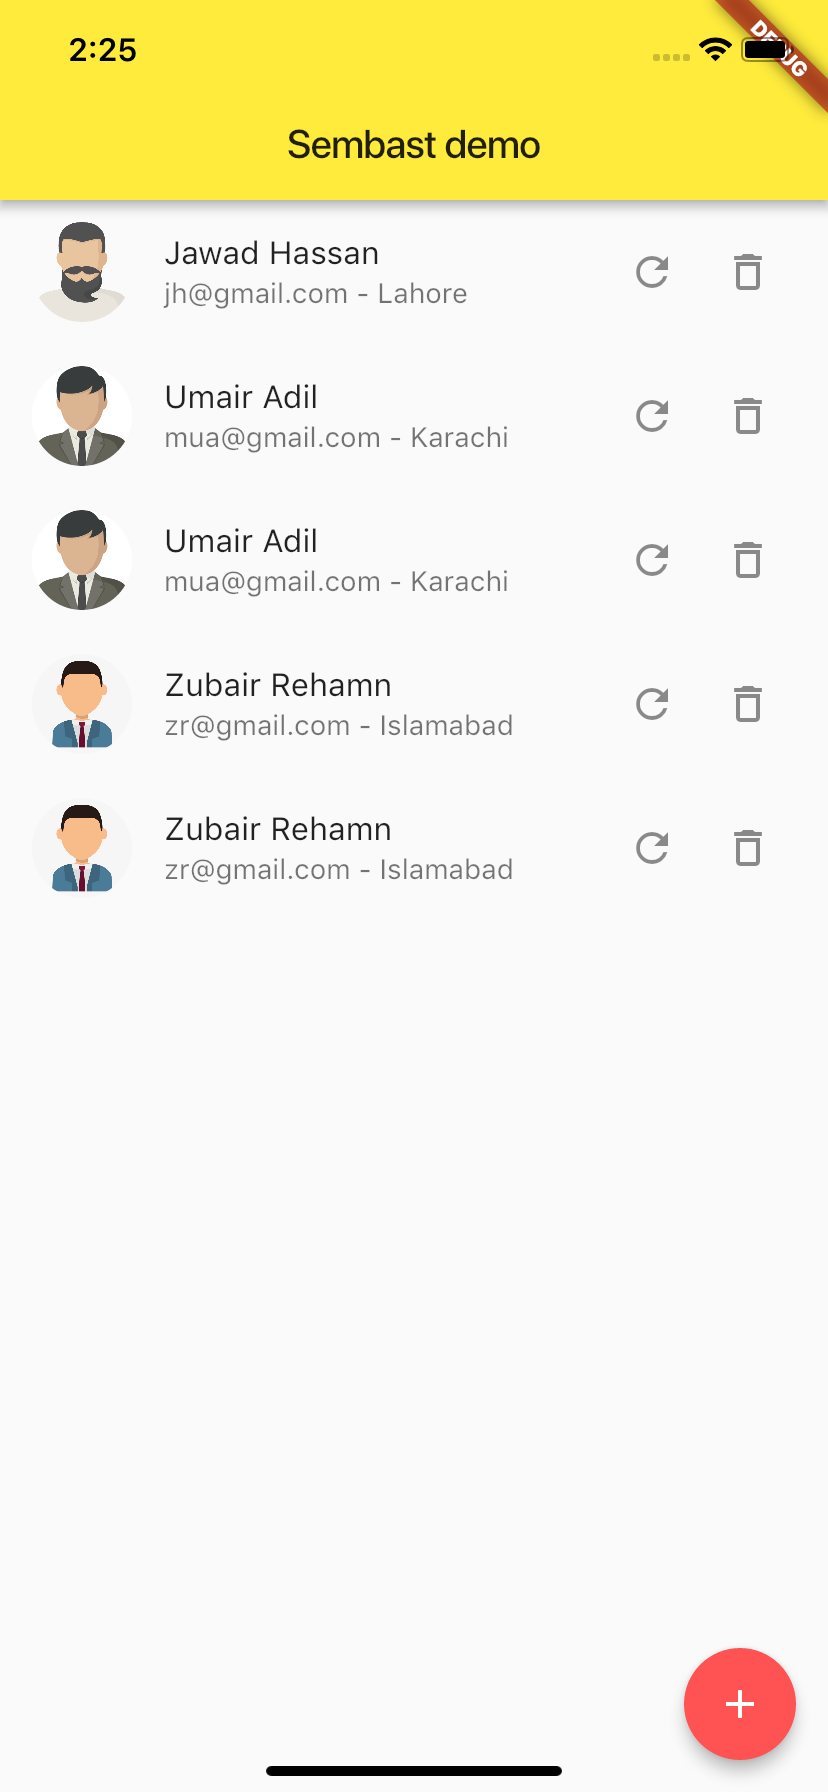 2:25
DEBUG
Sembast demo
Jawad Hassan
jh@gmail.com - Lahore
Umair Adil
mua@gmail.com - Karachi
Umair Adil
mua@gmail.com - Karachi
Zubair Rehamn
zr@gmail.com - Islamabad
Zubair Rehamn
zr@gmail.com - Islamabad